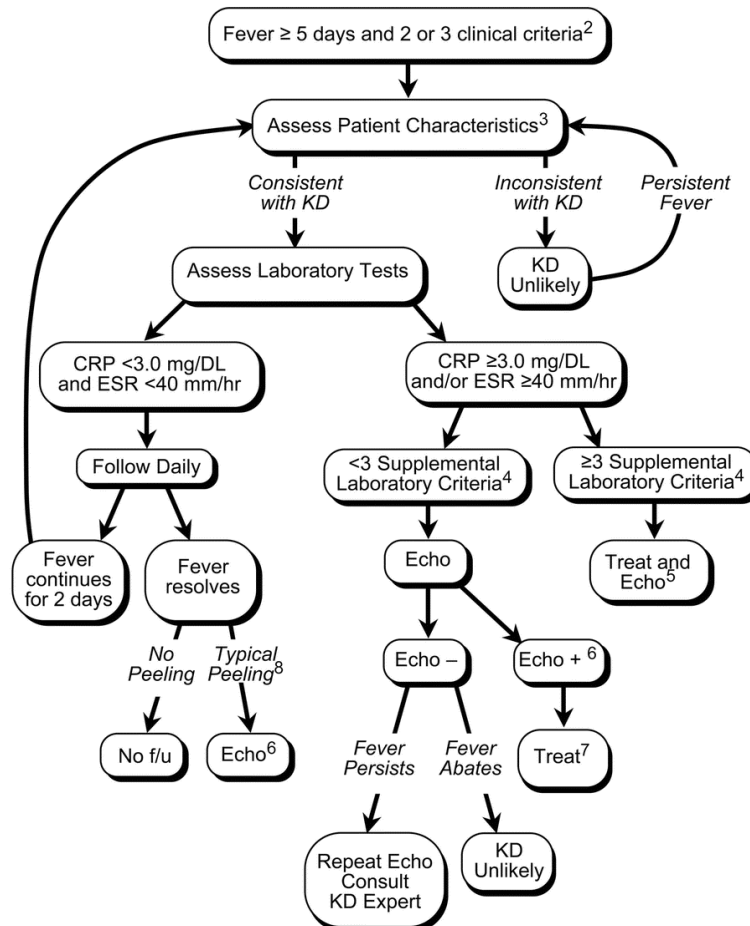 Fever ≥ 5 days and 2 or 3 clinical criteria²
Assess Patient Characteristics³
Consistent
with KD
Inconsistent
with KD
Persistent
Fever
Assess Laboratory Tests
KD
Unlikely
CRP <3.0 mg/DL
and ESR <40 mm/hr
CRP ≥3.0 mg/DL
and/or ESR ≥40 mm/hr
Follow Daily
<3 Supplemental
Laboratory Criteria⁴
≥3 Supplemental
Laboratory Criteria⁴
Fever
continues
for 2 days
Fever
resolves
Echo
Treat and
Echo⁵
No
Peeling
Typical
Peeling⁸
Echo –
Echo + ⁶
No f/u
Echo⁶
Fever
Persists
Fever
Abates
Treat⁷
Repeat Echo
Consult
KD Expert
KD
Unlikely